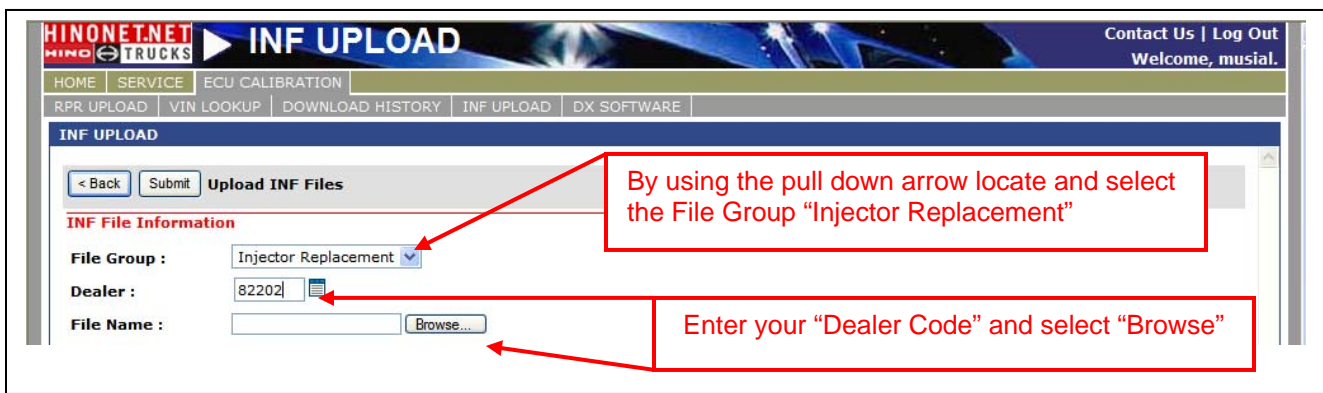 HINONET.NET
HINO TRUCKS
INF UPLOAD
Contact Us | Log Out
Welcome, musial.
HOME SERVICE ECU CALIBRATION
RPR UPLOAD VIN LOOKUP DOWNLOAD HISTORY INF UPLOAD DX SOFTWARE
INF UPLOAD
< Back Submit Upload INF Files
By using the pull down arrow locate and select
the File Group “Injector Replacement”
INF File Information
File Group : Injector Replacement
Dealer : 82202
File Name : Browse...
Enter your “Dealer Code” and select “Browse”